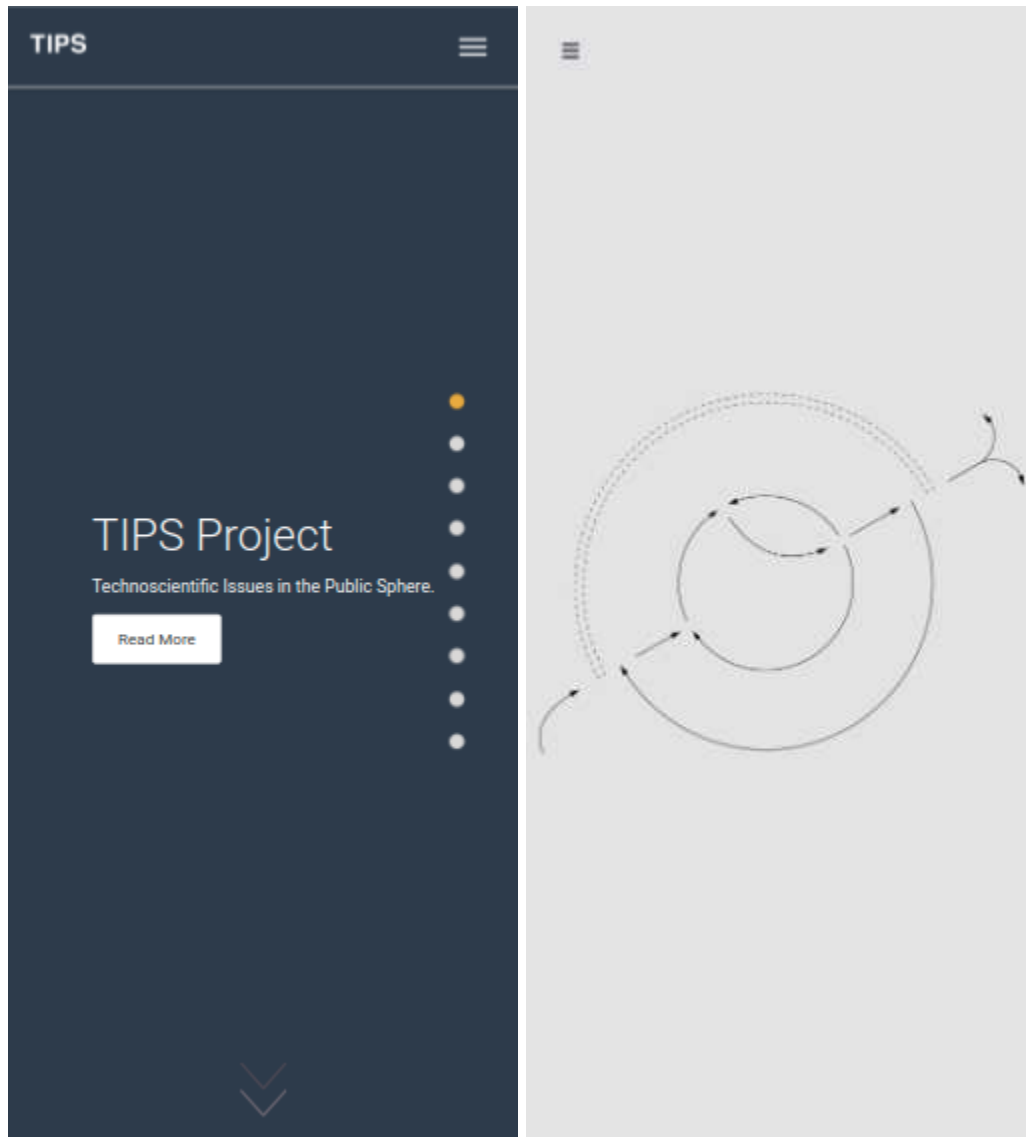 TIPS
TIPS Project
Technoscientific Issues in the Public Sphere.
Read More